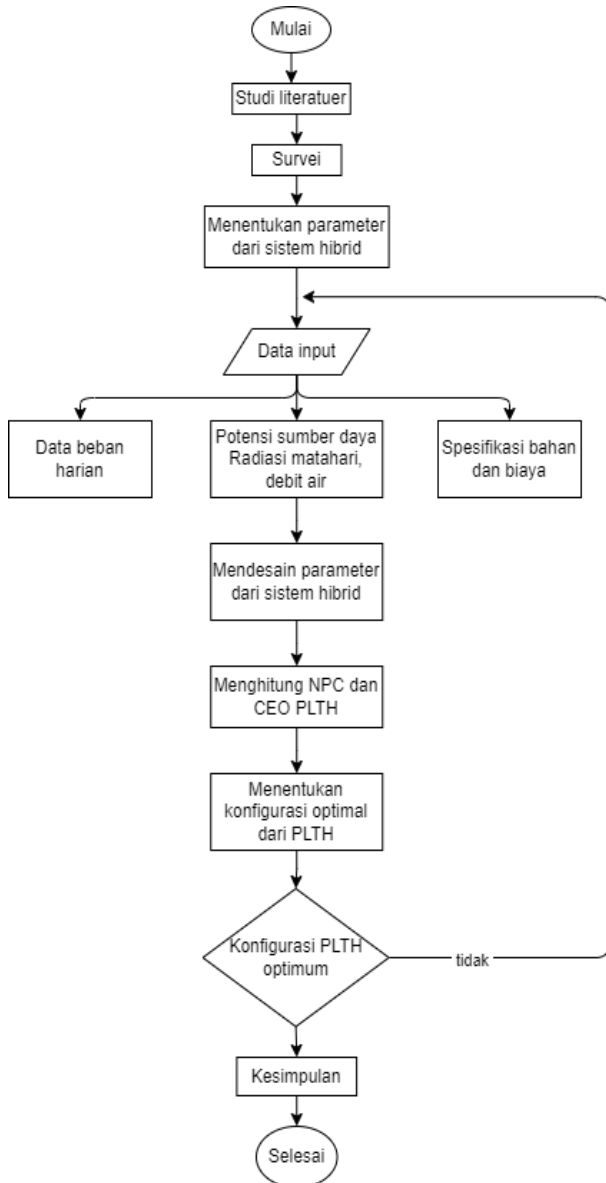 Mulai
Studi literatuer
Survei
Menentukan parameter
dari sistem hibrid
Data input
Data beban
harian
Potensi sumber daya
Radiasi matahari,
debit air
Spesifikasi bahan
dan biaya
Mendesain parameter
dari sistem hibrid
Menghitung NPC dan
CEO PLTH
Menentukan
konfigurasi optimal
dari PLTH
Konfigurasi PLTH
optimum
tidak
Kesimpulan
Selesai